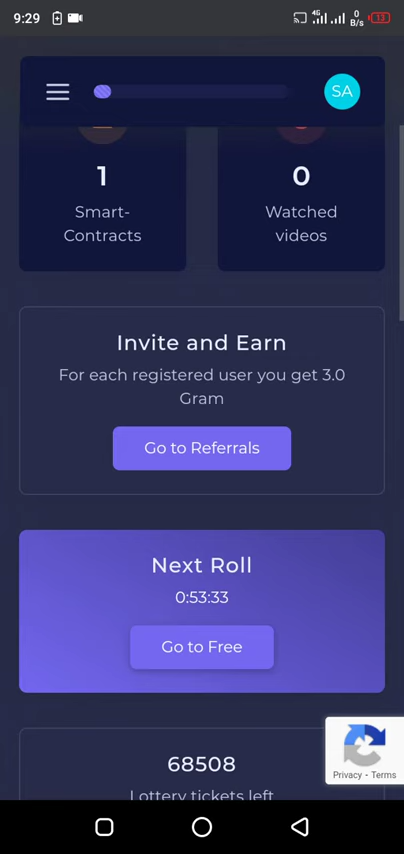 9:29
4G
0
B/s
13
SA
1
Smart-
Contracts
0
Watched
videos
Invite and Earn
For each registered user you get 3.0
Gram
Go to Referrals
Next Roll
0:53:33
Go to Free
68508
Lottery tickets left
Privacy - Terms